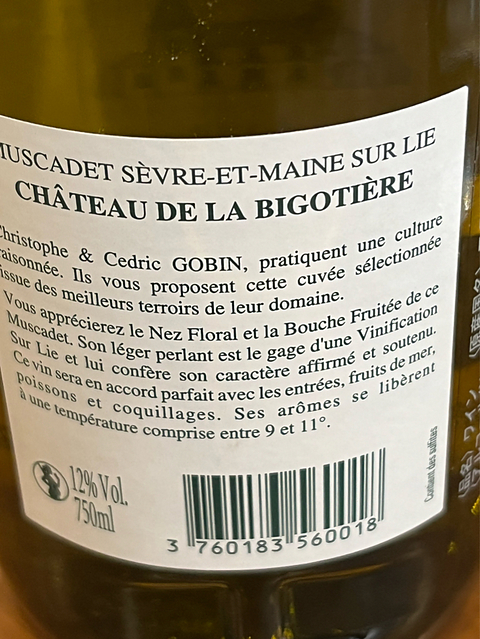 MUSCADET SÈVRE-ET-MAINE SUR LIE
CHÂTEAU DE LA BIGOTIÈRE
Christophe & Cedric GOBIN, pratiquent une culture
raisonnée. Ils vous proposent cette cuvée sélectionnée
issue des meilleurs terroirs de leur domaine.
Vous apprécierez le Nez Floral et la Bouche Fruitée de ce
Muscadet. Son léger perlant est le gage d'une Vinification
Sur Lie et lui confère son caractère affirmé et soutenu.
Ce vin sera en accord parfait avec les entrées, fruits de mer,
poissons et coquillages. Ses arômes se libèrent
à une température comprise entre 9 et 11°.
12% Vol.
750ml
3 760183 560018
Contient des sulfites